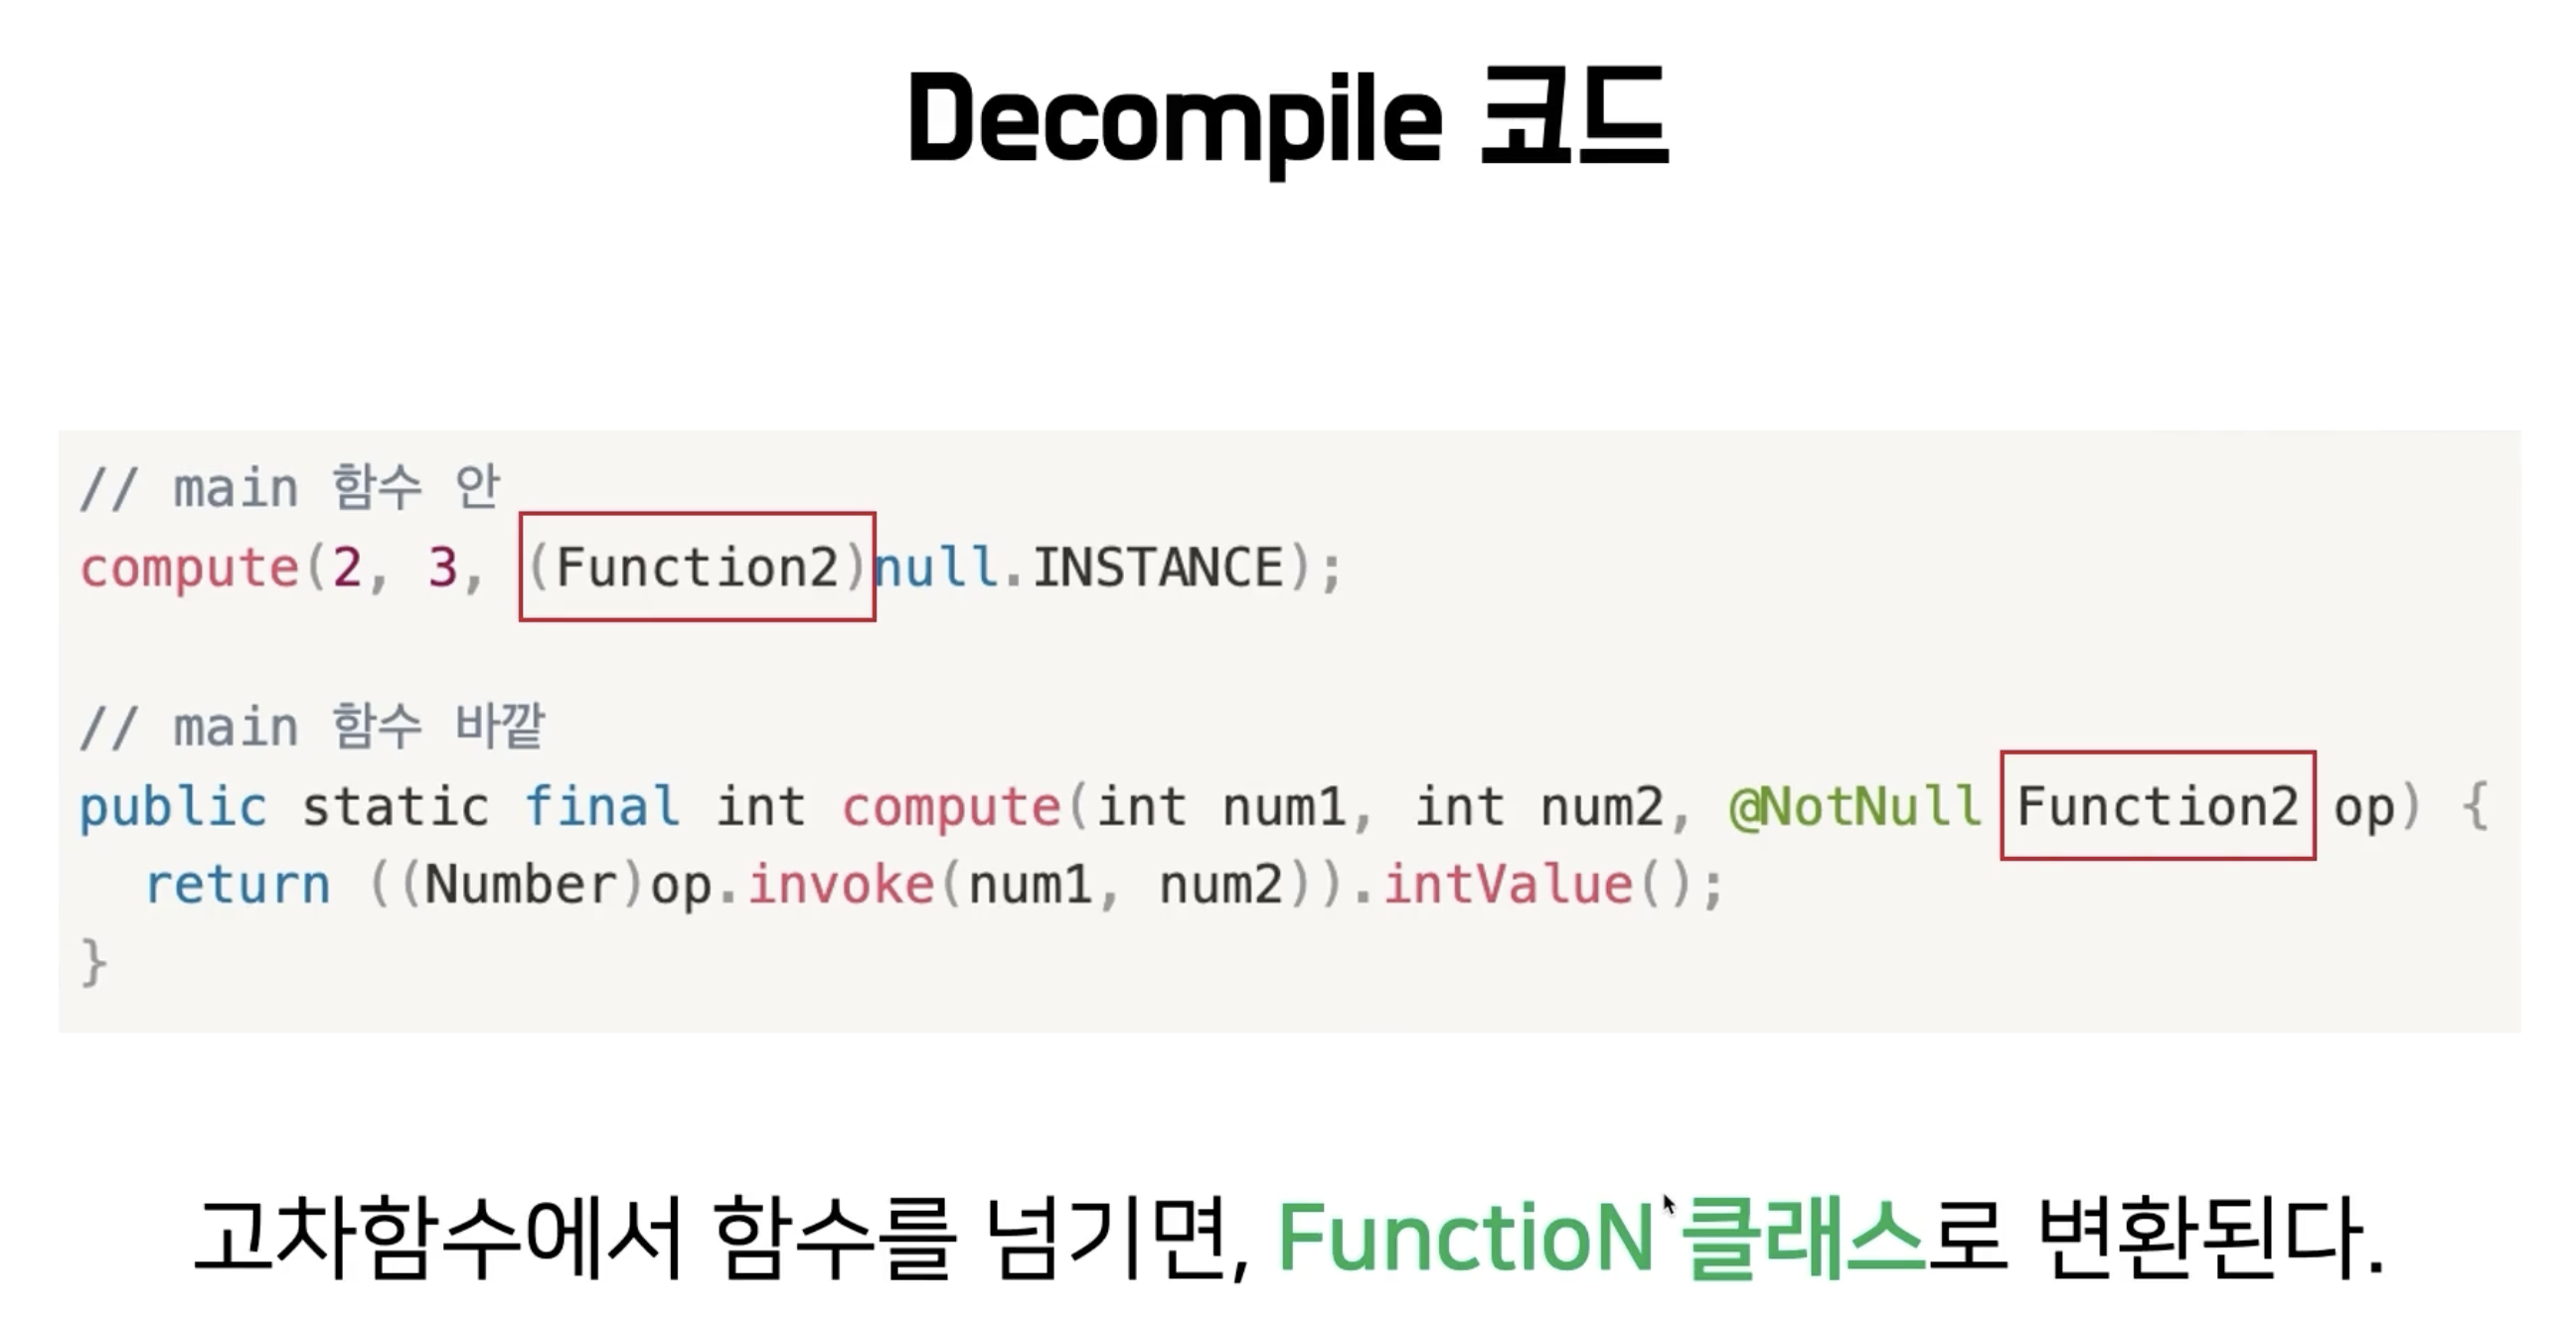 Decompile 코드
// main 함수 안
compute(2, 3, (Function2)null.INSTANCE);
// main 함수 바깥
public static final int compute(int num1, int num2, @NotNull Function2 op) {
return ((Number)op.invoke(num1, num2)).intValue();
}
고차함수에서 함수를 넘기면, FunctioN 클래스로 변환된다.